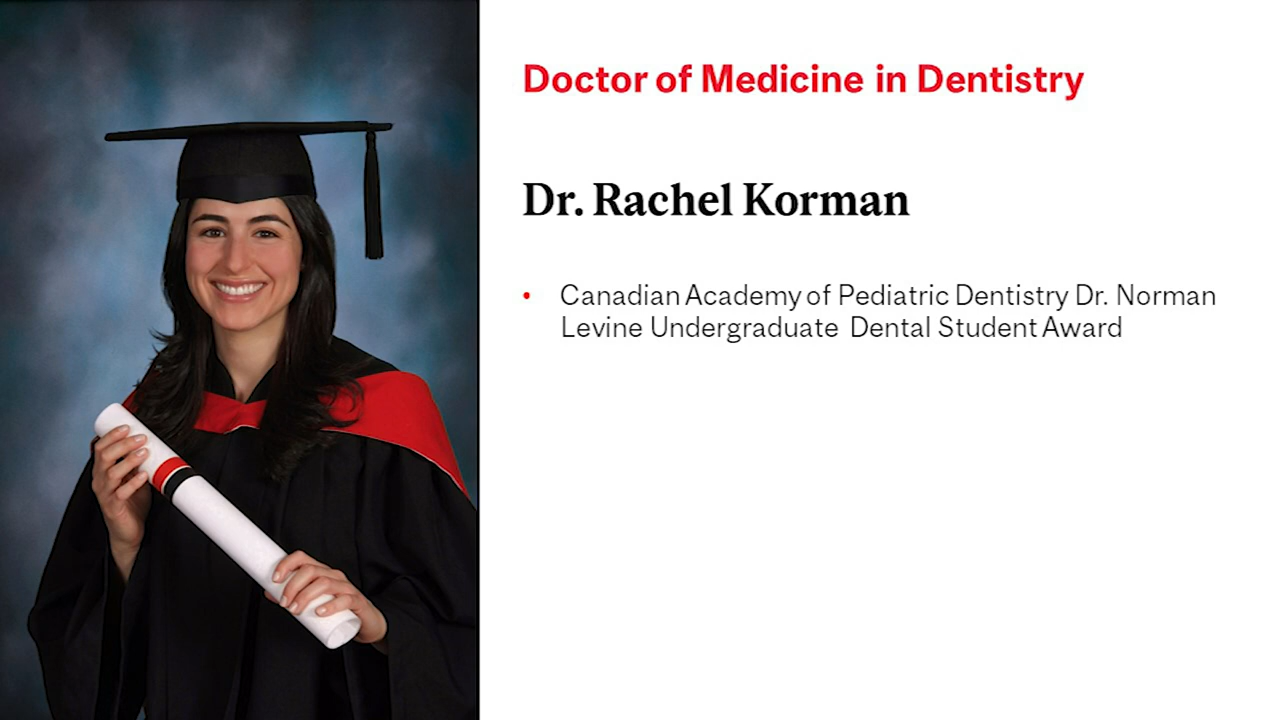 Doctor of Medicine in Dentistry
Dr. Rachel Korman
• Canadian Academy of Pediatric Dentistry Dr. Norman
Levine Undergraduate Dental Student Award